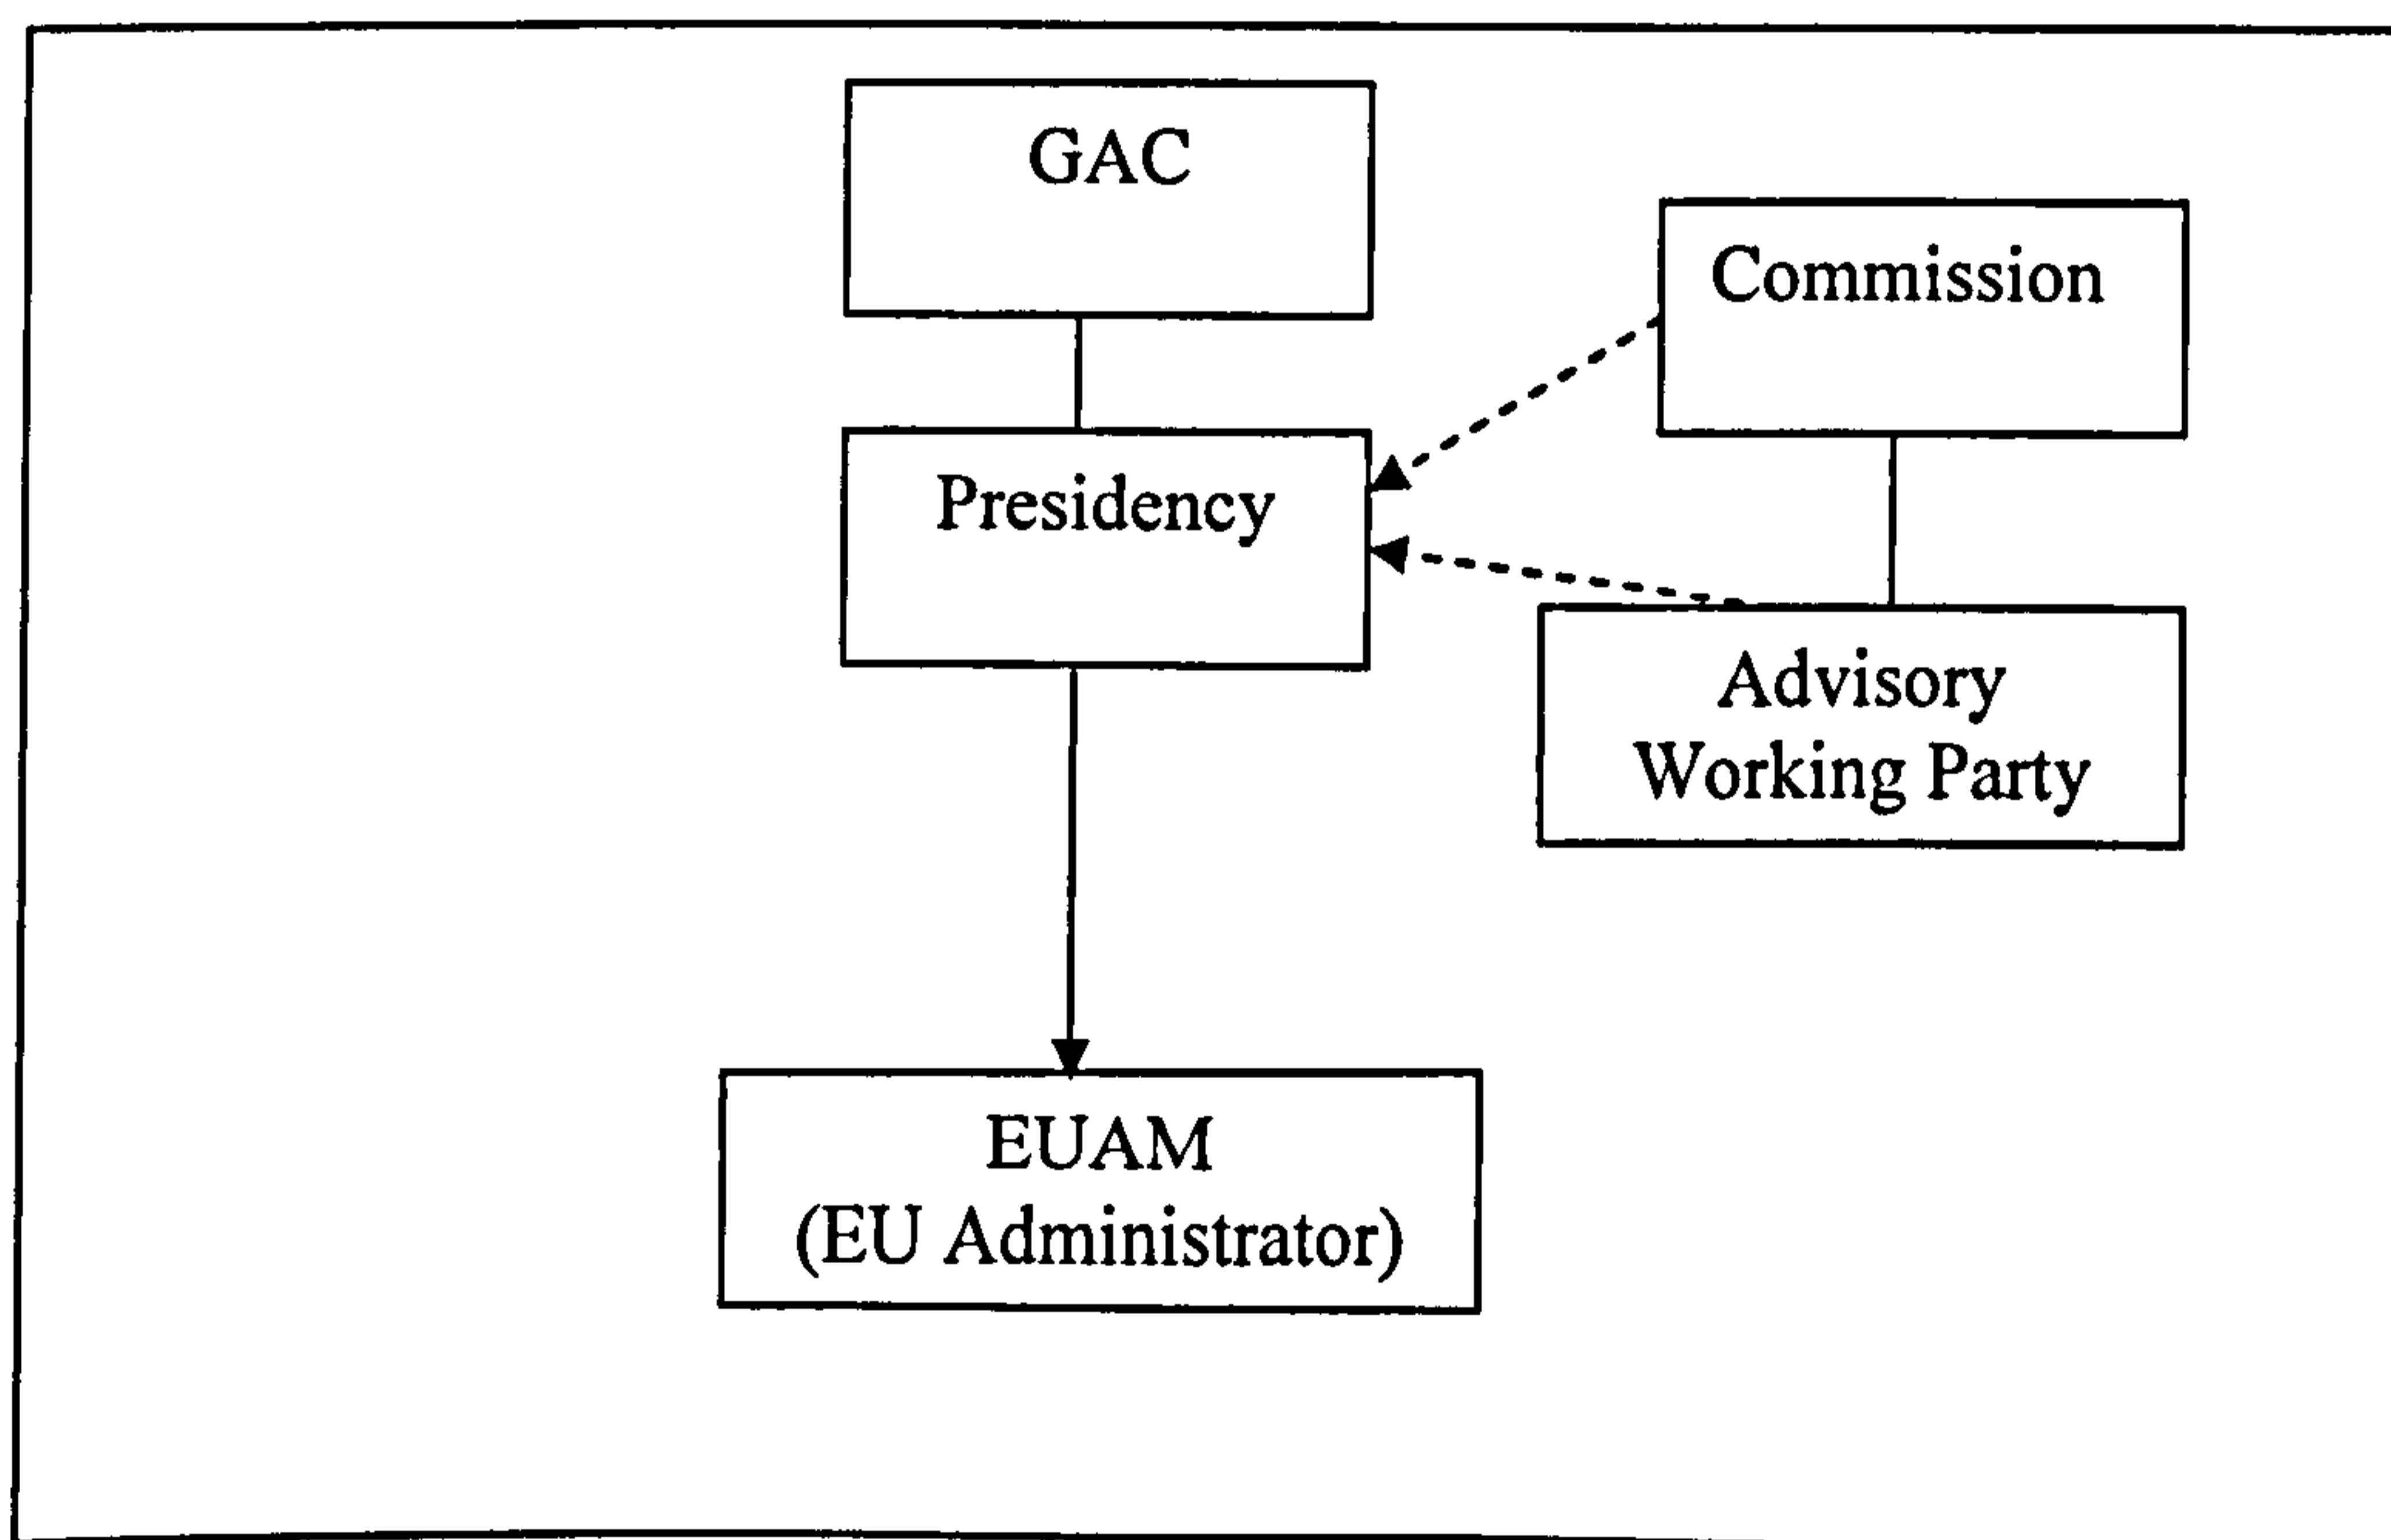 GAC
Commission
Presidency
Advisory
Working Party
EUAM
(EU Administrator)